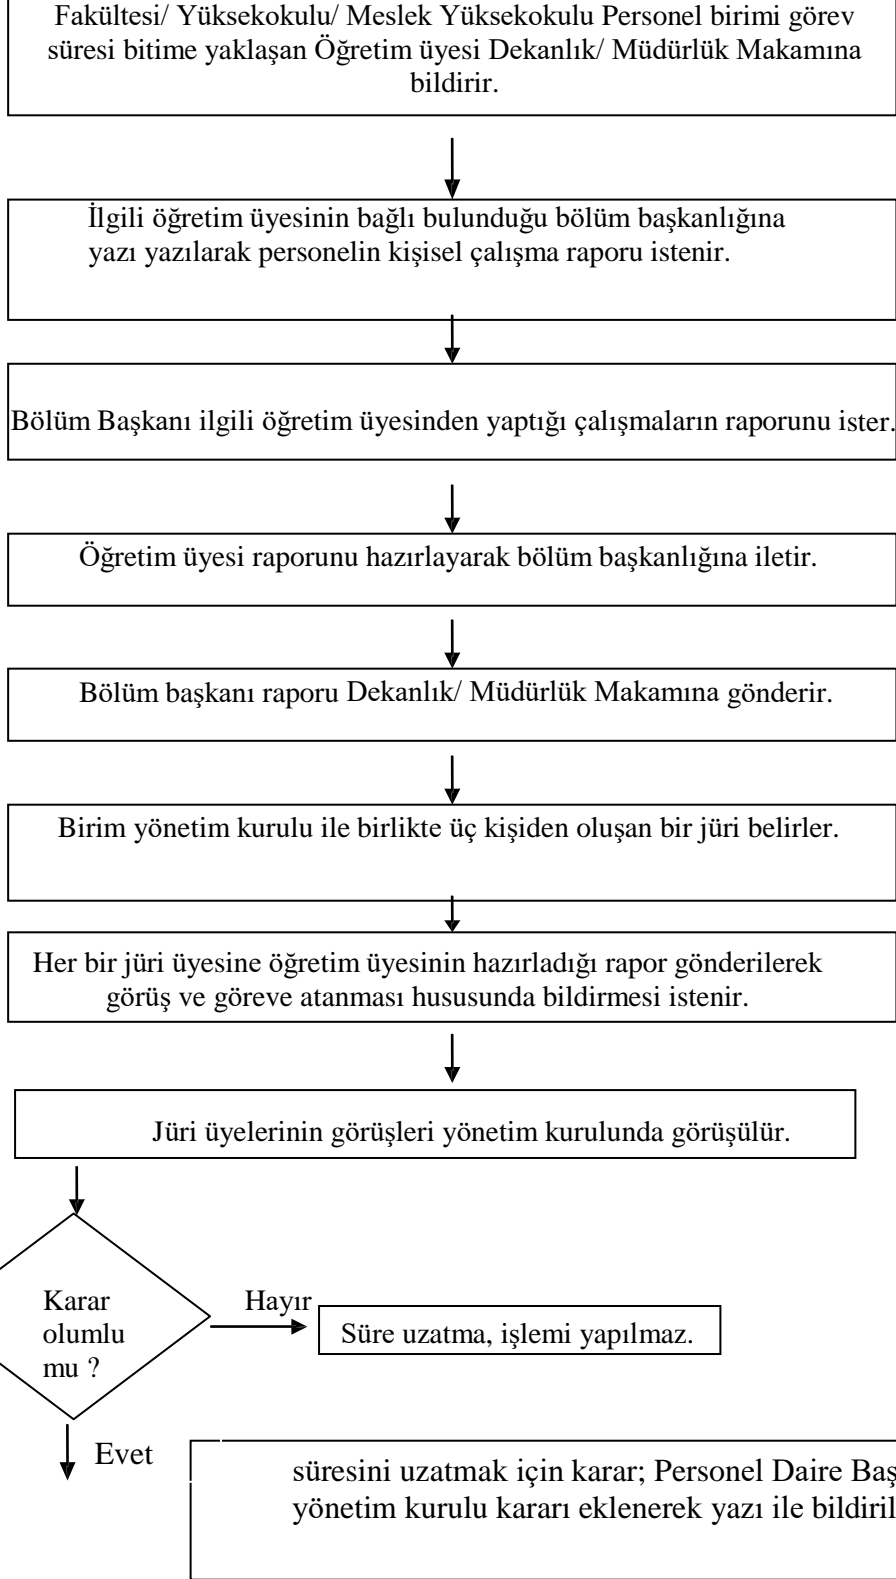 Fakültesi/ Yüksekokulu/ Meslek Yüksekokulu Personel birimi görev
süresi bitime yaklaşan Öğretim üyesi Dekanlık/ Müdürlük Makamına
bildirir.
İlgili öğretim üyesinin bağlı bulunduğu bölüm başkanlığına
yazı yazılarak personelin kişisel çalışma raporu istenir.
Bölüm Başkanı ilgili öğretim üyesinden yaptığı çalışmaların raporunu ister.
Öğretim üyesi raporunu hazırlayarak bölüm başkanlığına iletir.
Bölüm başkanı raporu Dekanlık/ Müdürlük Makamına gönderir.
Birim yönetim kurulu ile birlikte üç kişiden oluşan bir jüri belirler.
Her bir jüri üyesine öğretim üyesinin hazırladığı rapor gönderilerek
görüş ve göreve atanması hususunda bildirmesi istenir.
Jüri üyelerinin görüşleri yönetim kurulunda görüşülür.
Karar
olumlu
mu ?
Hayır
Süre uzatma, işlemi yapılmaz.
Evet
süresini uzatmak için karar; Personel Daire Baş
yönetim kurulu kararı eklenerek yazı ile bildiril